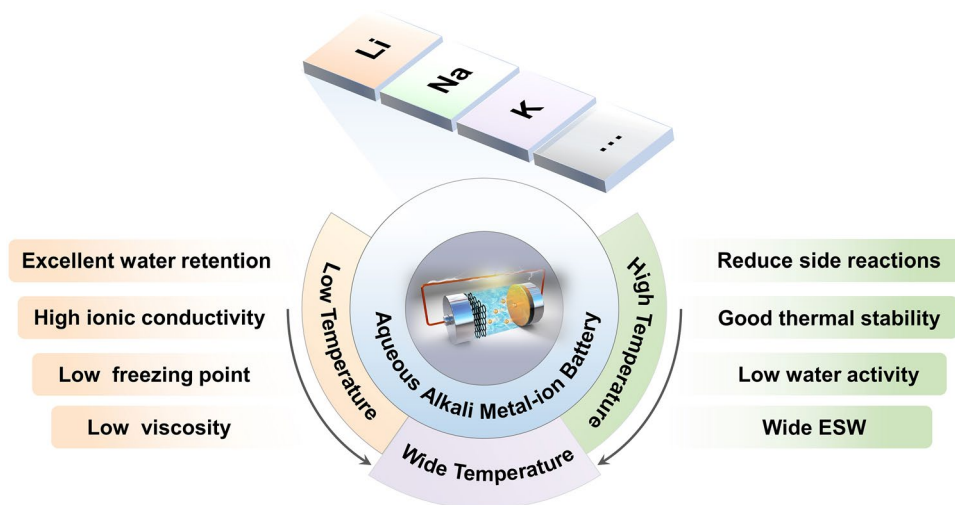 Li
Na
K
...
Excellent water retention
High ionic conductivity
Low freezing point
Low viscosity
Low Temperature
Aqueous Alkali Metal-ion Battery
High Temperature
Wide Temperature
Reduce side reactions
Good thermal stability
Low water activity
Wide ESW